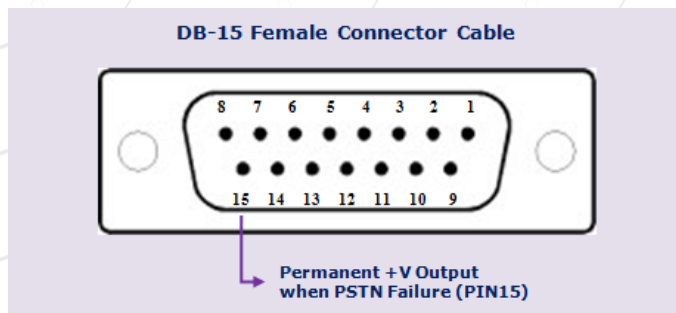 DB-15 Female Connector Cable
8 7 6 5 4 3 2 1
15 14 13 12 11 10 9
Permanent +V Output
when PSTN Failure (PIN15)